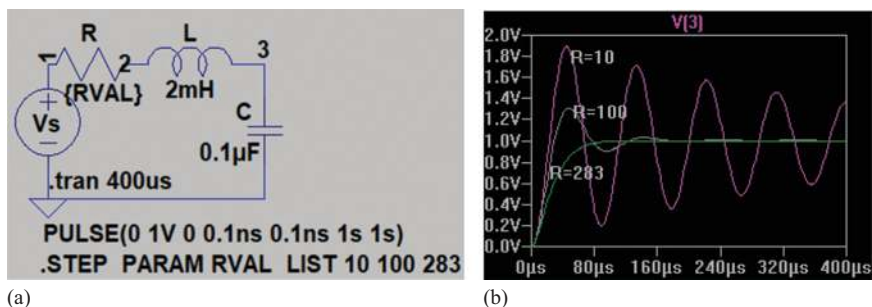 R
L
1
2
3
{RVAL}
2mH
Vs
C
0.1µF
.tran 400us
PULSE(0 1V 0 0.1ns 0.1ns 1s 1s)
.STEP PARAM RVAL LIST 10 100 283
(a)
V(3)
2.0V
1.8V
1.6V
1.4V
1.2V
1.0V
0.8V
0.6V
0.4V
0.2V
0.0V
R=10
R=100
R=283
0µs
80µs
160µs
240µs
320µs
400µs
(b)